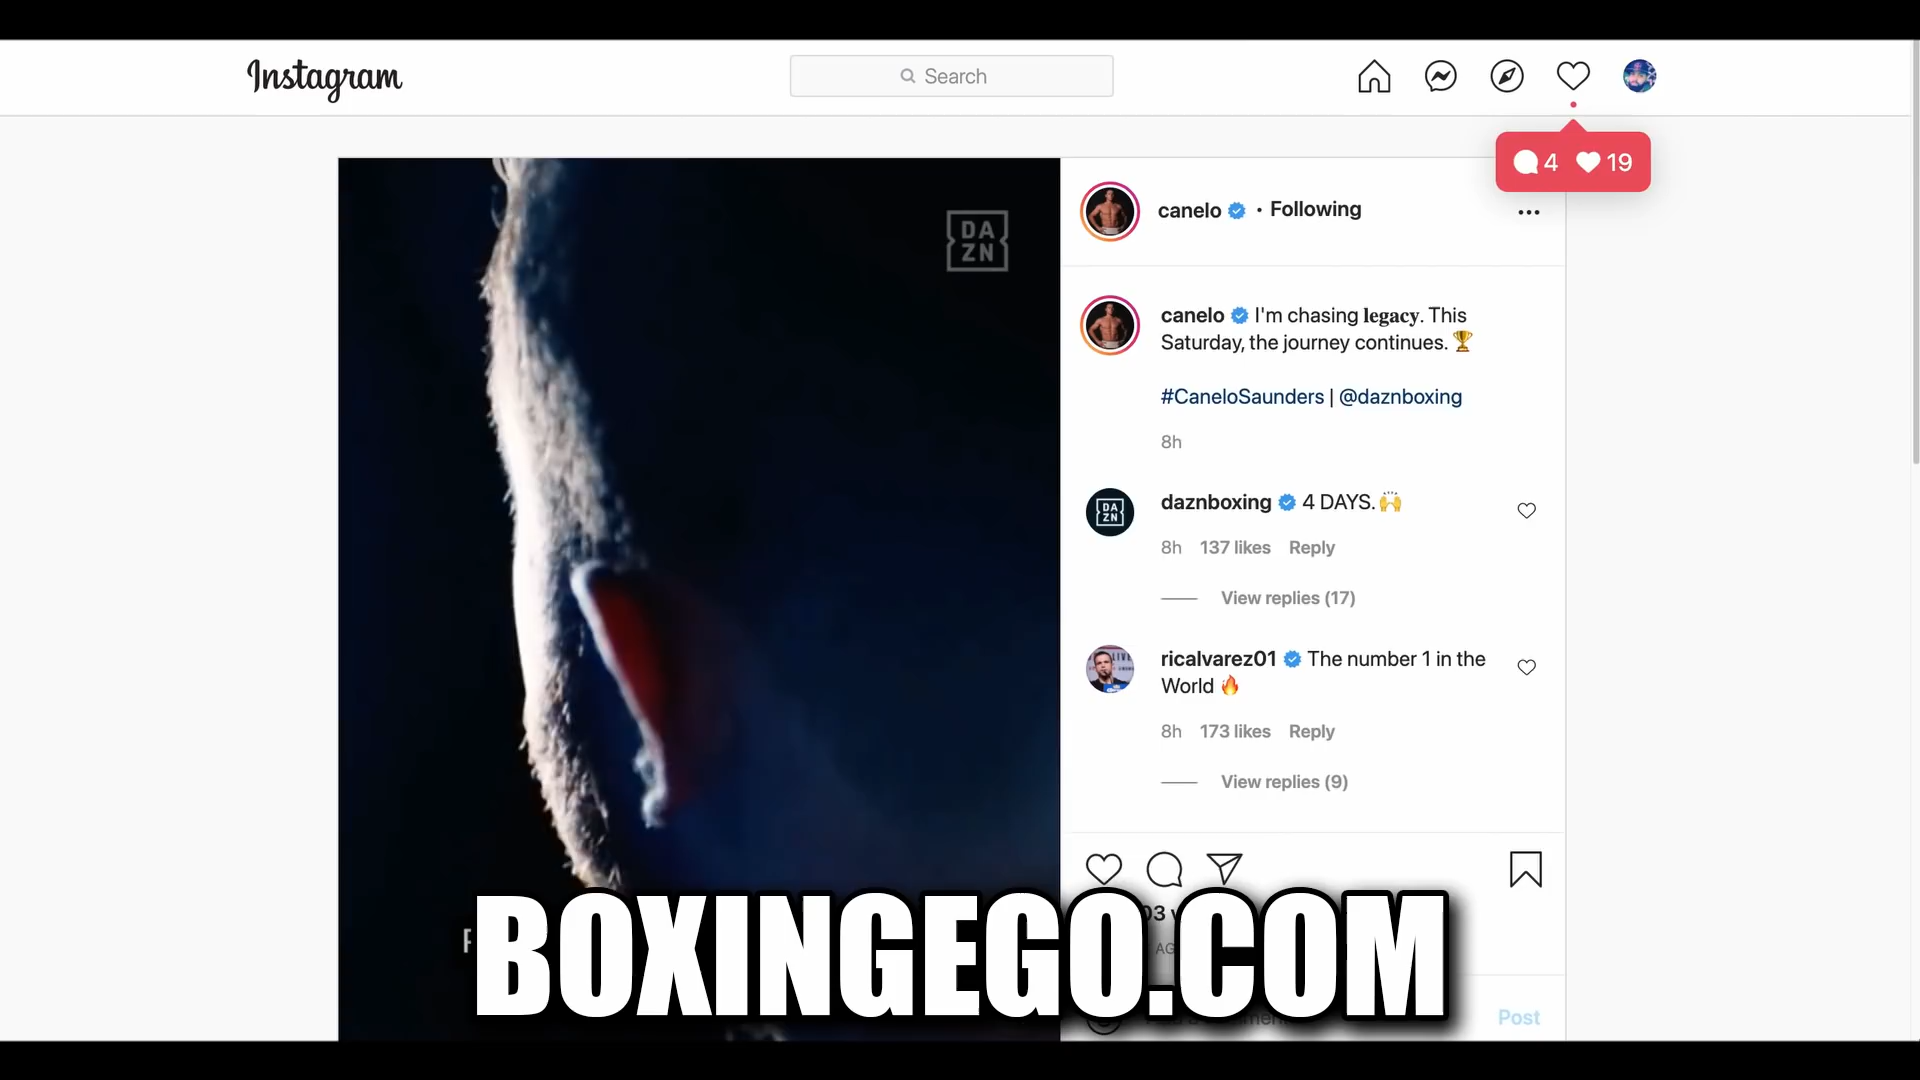 Instagram
Search
4 19
DA
ZN
canelo • Following
canelo I'm chasing legacy. This
Saturday, the journey continues. 🏆
#CaneloSaunders | @daznboxing
8h
DA
ZN
daznboxing 4 DAYS. 🙌
8h 137 likes Reply
View replies (17)
ricalvarez01 The number 1 in the
World 🔥
8h 173 likes Reply
View replies (9)
BOXINGEGO.COM
Post